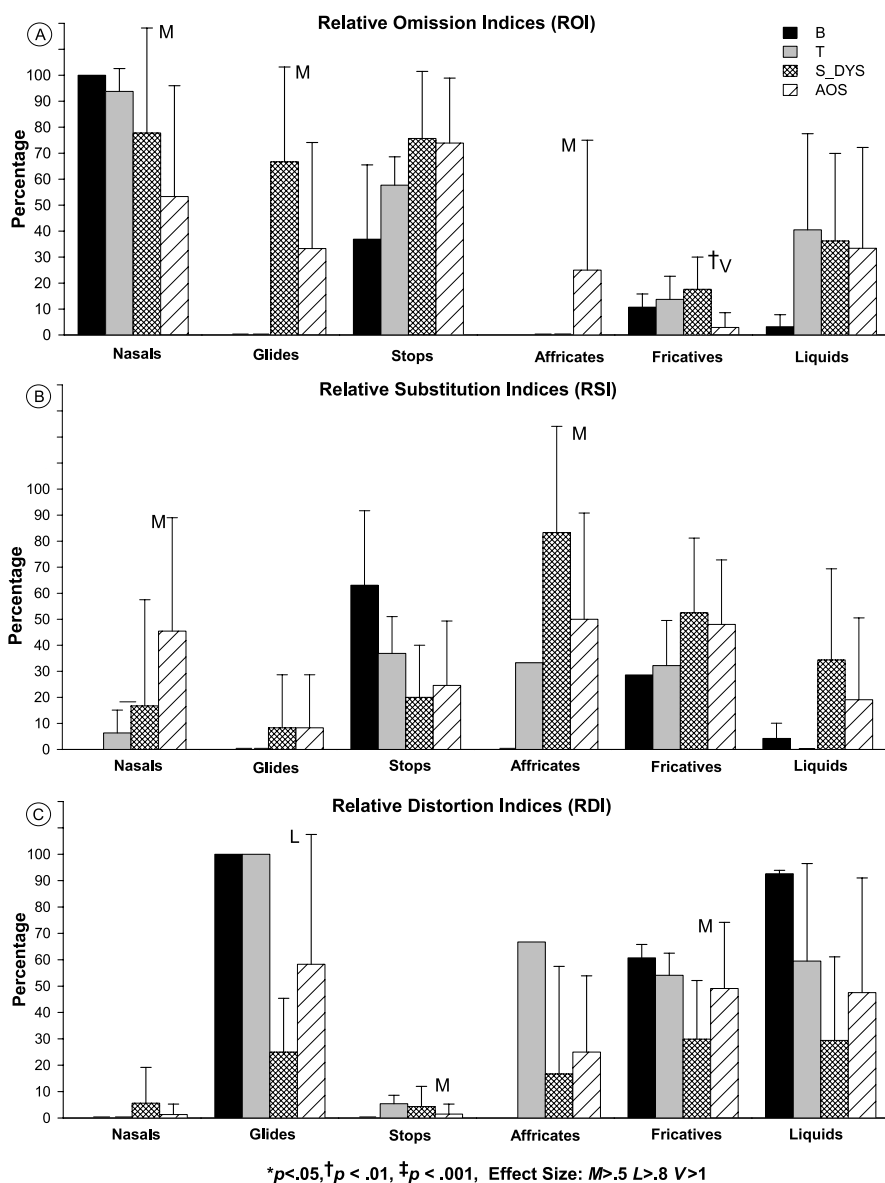 A
Relative Omission Indices (ROI)
B
T
S_DYS
AOS
Percentage
100
90
80
70
60
50
40
30
20
10
0
M
M
M
†V
Nasals Glides Stops Affricates Fricatives Liquids
B
Relative Substitution Indices (RSI)
Percentage
100
90
80
70
60
50
40
30
20
10
0
M
M
Nasals Glides Stops Affricates Fricatives Liquids
C
Relative Distortion Indices (RDI)
Percentage
100
90
80
70
60
50
40
30
20
10
0
L
M
M
Nasals Glides Stops Affricates Fricatives Liquids
*p<.05,†p < .01, ‡p < .001, Effect Size: M>.5 L>.8 V>1